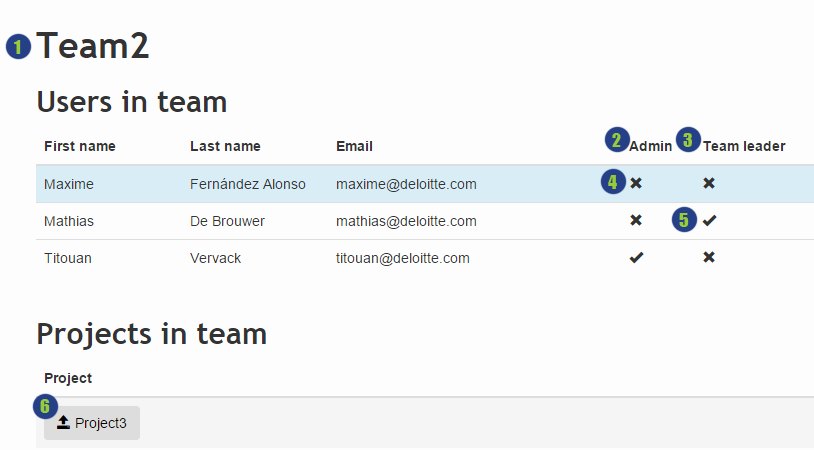 1 Team2
Users in team
First name Last name Email 2 Admin 3 Team leader
Maxime Fernández Alonso maxime@deloitte.com 4
Mathias De Brouwer mathias@deloitte.com 5
Titouan Vervack titouan@deloitte.com
Projects in team
Project
6
Project3